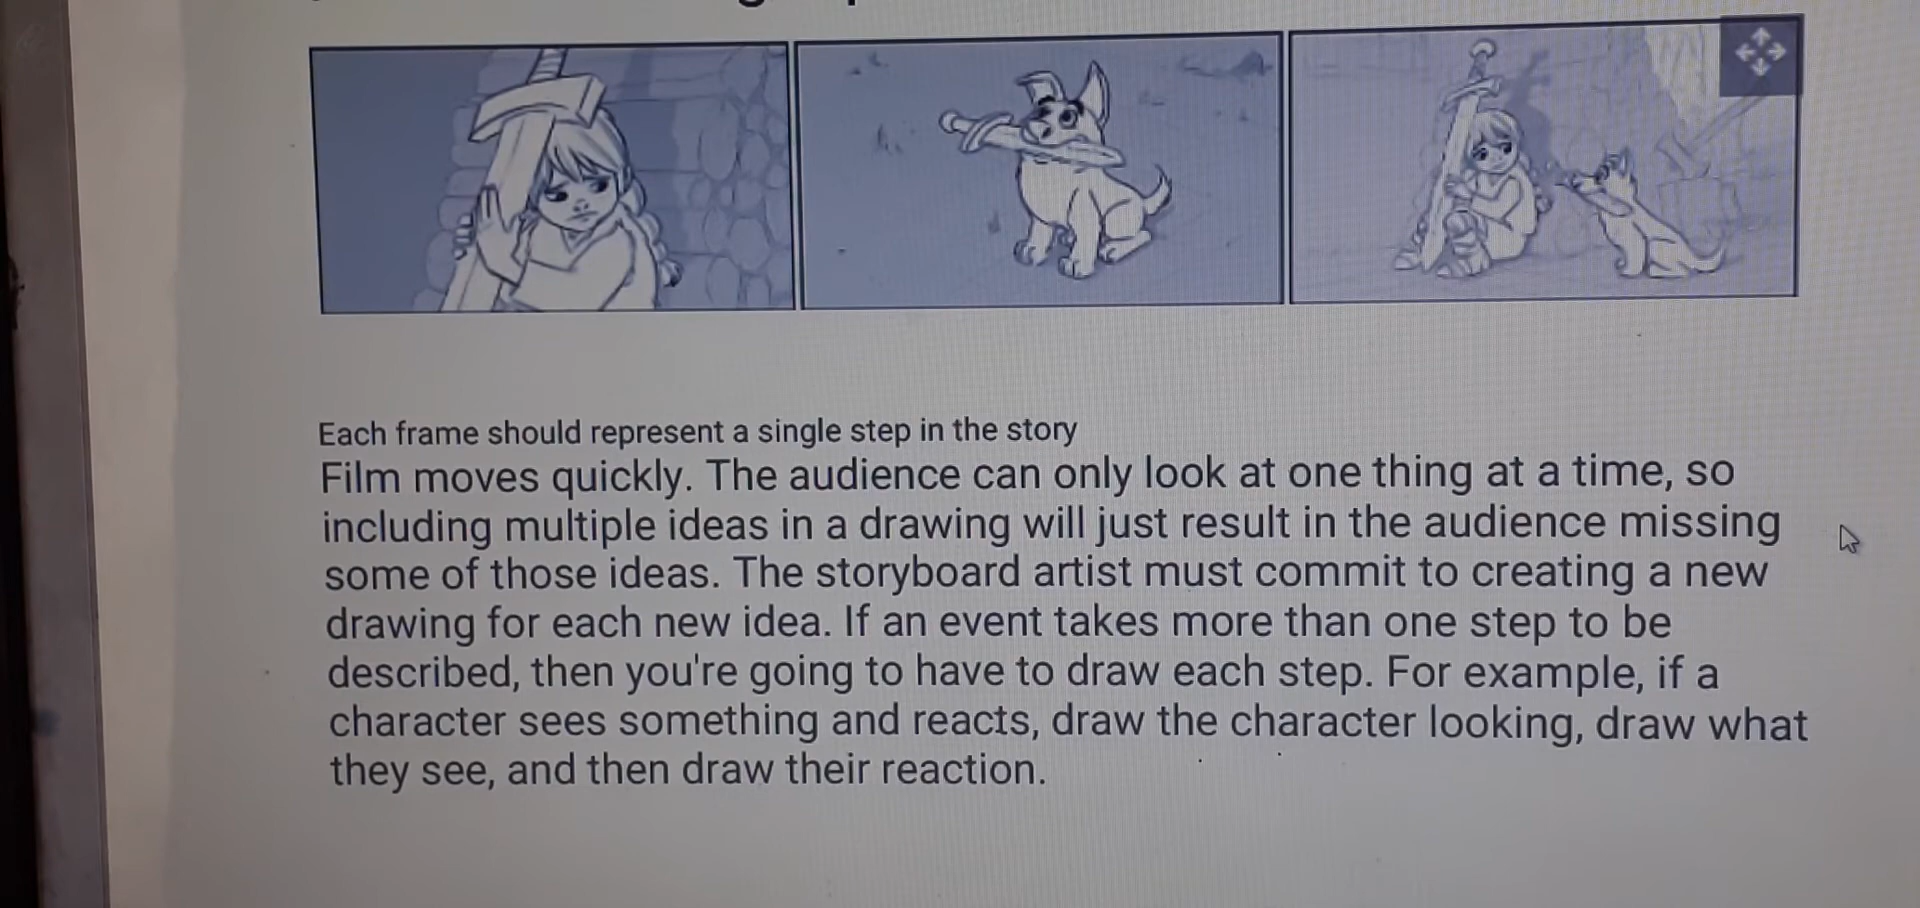 Each frame should represent a single step in the story
Film moves quickly. The audience can only look at one thing at a time, so
including multiple ideas in a drawing will just result in the audience missing
some of those ideas. The storyboard artist must commit to creating a new
drawing for each new idea. If an event takes more than one step to be
described, then you're going to have to draw each step. For example, if a
character sees something and reacts, draw the character looking, draw what
they see, and then draw their reaction.